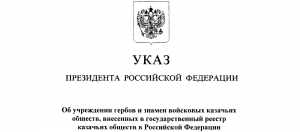 УКАЗ
ПРЕЗИДЕНТА РОССИЙСКОЙ ФЕДЕРАЦИИ
Об учреждении гербов и знамен войсковых казачьих
обществ, внесенных в государственный реестр
казачьих обществ в Российской Федерации